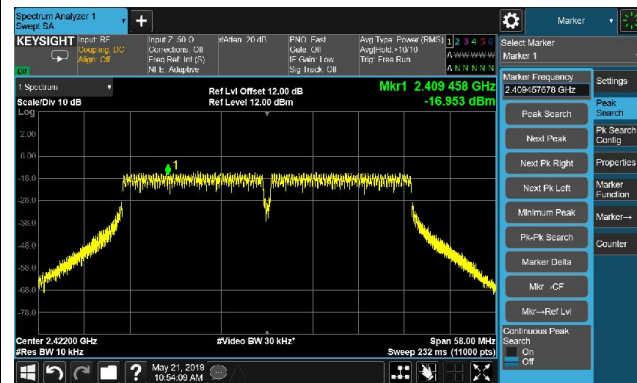 Spectrum Analyzer 1
Swept SA
+
Marker
KEYSIGHT
Input: RF
Coupling: DC
Align: Off
Input Z: 50 Ω
Corrections: Off
Freq Ref: Int (S)
NFE: Adaptive
#Atten: 20 dB
PNO: Fast
Gate: Off
IF Gain: Low
Sig Track: Off
Avg Type: Power (RMS)
Avg|Hold:>10/10
Trig: Free Run
1 2 3 4 5 6
A W W W W W
A N N N N N
Select Marker
Marker 1
1 Spectrum
Scale/Div 10 dB
Log
Ref Lvl Offset 12.00 dB
Ref Level 12.00 dBm
Mkr1 2.409 458 GHz
-16.953 dBm
2.00
-8.00
-18.0
-28.0
-38.0
-48.0
-58.0
-68.0
-78.0
1
Center 2.42200 GHz
#Res BW 10 kHz
#Video BW 30 kHz*
Span 58.00 MHz
Sweep 232 ms (11000 pts)
?
May 21, 2019
10:54:09 AM
Marker Frequency
2.409457678 GHz
Peak Search
Next Peak
Next Pk Right
Next Pk Left
Minimum Peak
Pk-Pk Search
Marker Delta
Mkr→CF
Mkr→Ref Lvl
Continuous Peak
Search
On
Off
Settings
Peak
Search
Pk Search
Config
Properties
Marker
Function
Marker→
Counter